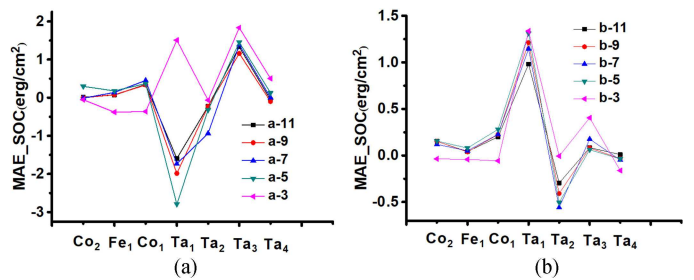 MAE_SOC(erg/cm²)
2
1
0
-1
-2
-3
a-11
a-9
a-7
a-5
a-3
Co₂ Fe₁ Co₁ Ta₁ Ta₂ Ta₃ Ta₄
(a)
MAE_SOC(erg/cm²)
1.5
1.0
0.5
0.0
-0.5
b-11
b-9
b-7
b-5
b-3
Co₂ Fe₁ Co₁ Ta₁ Ta₂ Ta₃ Ta₄
(b)